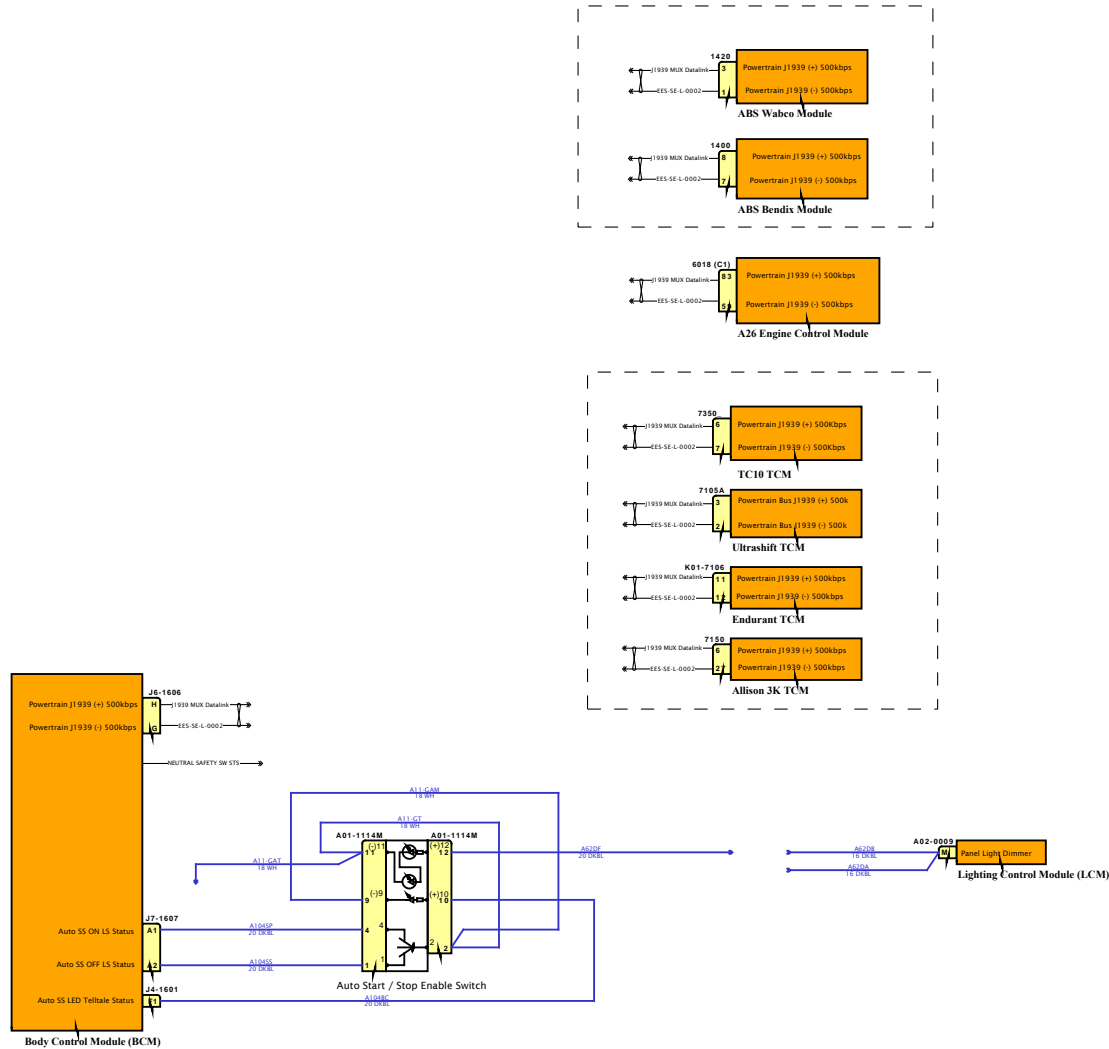 1420
J1939 MUX Datalink
3
Powertrain J1939 (+) 500kbps
EES-SE-L-0002
1
Powertrain J1939 (-) 500kbps
ABS Wabco Module
1400
J1939 MUX Datalink
8
Powertrain J1939 (+) 500kbps
EES-SE-L-0002
7
Powertrain J1939 (-) 500kbps
ABS Bendix Module
6018 (C1)
J1939 MUX Datalink
83
Powertrain J1939 (+) 500kbps
EES-SE-L-0002
59
Powertrain J1939 (-) 500kbps
A26 Engine Control Module
7350_
J1939 MUX Datalink
6
Powertrain J1939 (+) 500Kbps
EES-SE-L-0002
7
Powertrain J1939 (-) 500Kbps
TC10 TCM
7105A
J1939 MUX Datalink
3
Powertrain Bus J1939 (+) 500k
EES-SE-L-0002
2
Powertrain Bus J1939 (-) 500k
Ultrashift TCM
K01-7106
J1939 MUX Datalink
11
Powertrain J1939 (+) 500kbps
EES-SE-L-0002
12
Powertrain J1939 (-) 500kbps
Endurant TCM
7150
J1939 MUX Datalink
6
Powertrain J1939 (+) 500kbps
EES-SE-L-0002
Powertrain J1939 (-) 500kbps
Allison 3K TCM
J6-1606
Powertrain J1939 (+) 500kbps
H
J1939 MUX Datalink
Powertrain J1939 (-) 500kbps
G
EES-SE-L-0002
NEUTRAL SAFETY SW STS
A11-GAM
18 WH
A11-GT
18 WH
A01-1114M
A01-1114M
(-)11
11
(+)12
12
A11-GAT
18 WH
A62DF
20 DKBL
A62DB
16 DKBL
A62DA
16 DKBL
A02-0009
M
Panel Light Dimmer
Lighting Control Module (LCM)
(-)9
9
(+)10
10
J7-1607
Auto SS ON LS Status
A1
A104SP
20 DKBL
4
4
2
2
Auto SS OFF LS Status
A2
A104SS
20 DKBL
1
1
Auto Start / Stop Enable Switch
J4-1601
Auto SS LED Telltale Status
E1
A104BC
20 DKBL
Body Control Module (BCM)